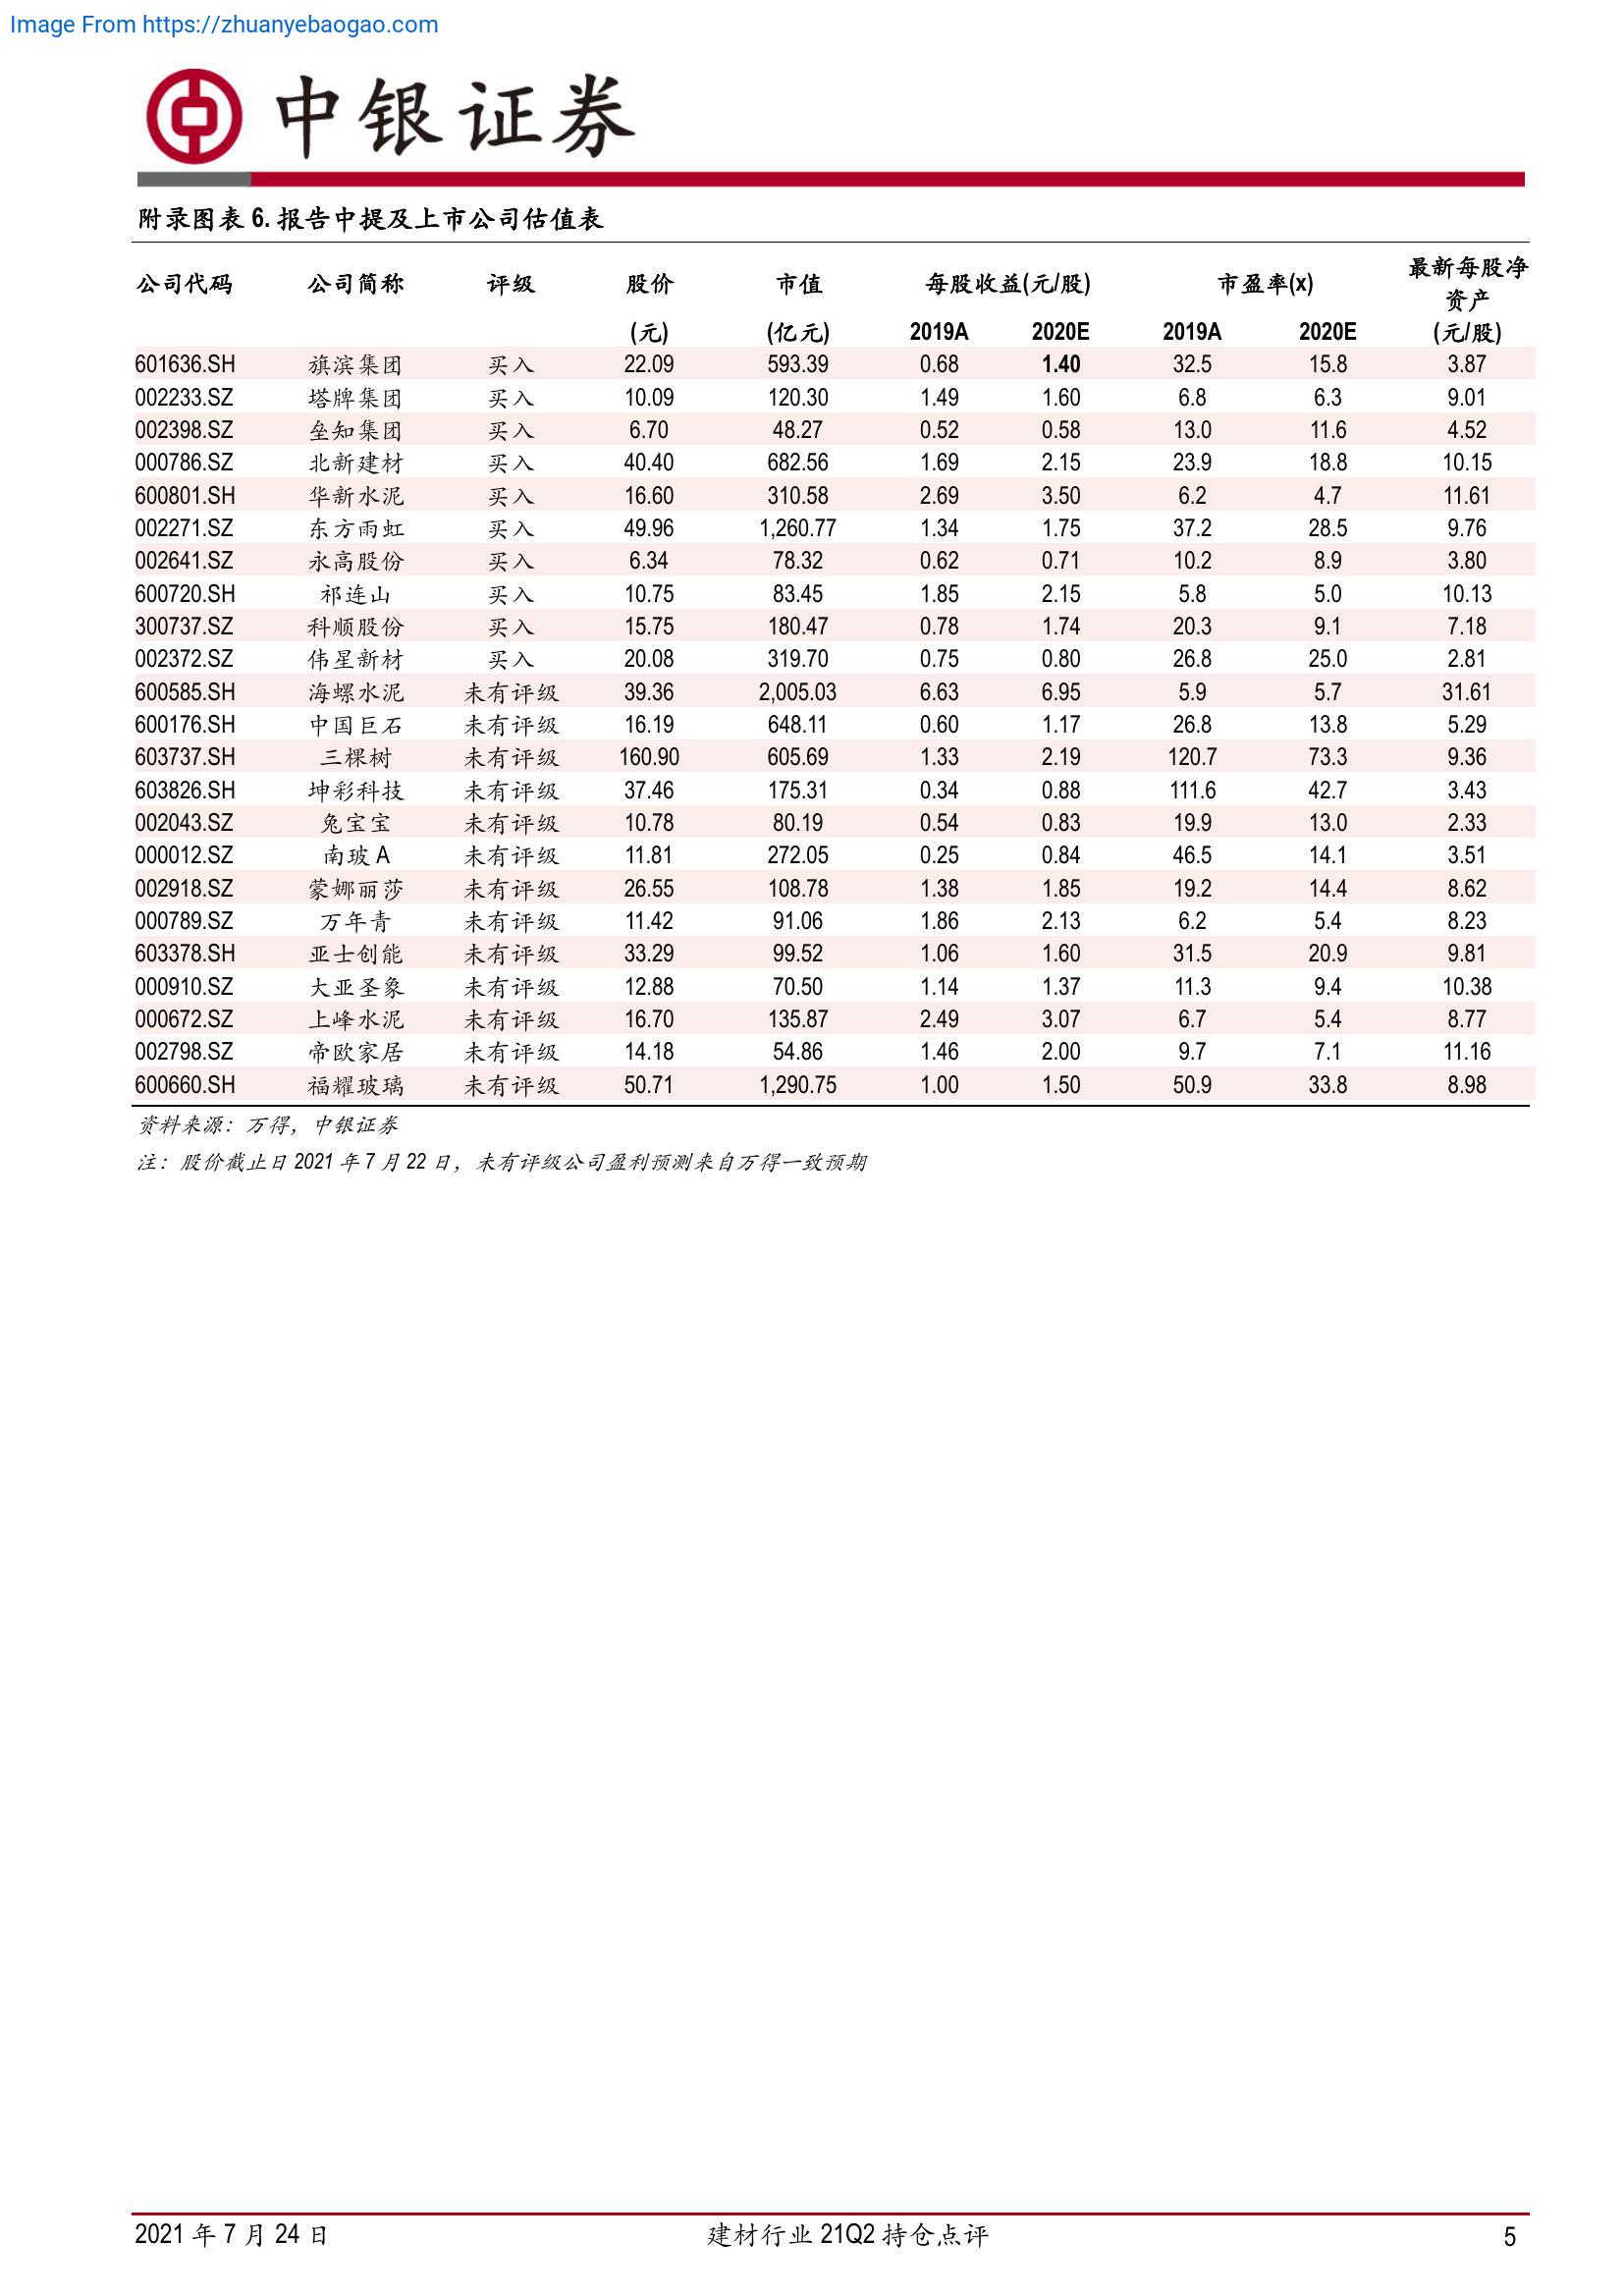 Image From https://zhuanyebaogao.com
中银证券
附录图表 6. 报告中提及上市公司估值表
公司代码 公司简称 评级 股价 市值 每股收益(元/股) 市盈率(x) 最新每股净
资产
(元) (亿元) 2019A 2020E 2019A 2020E (元/股)
601636.SH 旗滨集团 买入 22.09 593.39 0.68 1.40 32.5 15.8 3.87
002233.SZ 塔牌集团 买入 10.09 120.30 1.49 1.60 6.8 6.3 9.01
002398.SZ 垒知集团 买入 6.70 48.27 0.52 0.58 13.0 11.6 4.52
000786.SZ 北新建材 买入 40.40 682.56 1.69 2.15 23.9 18.8 10.15
600801.SH 华新水泥 买入 16.60 310.58 2.69 3.50 6.2 4.7 11.61
002271.SZ 东方雨虹 买入 49.96 1,260.77 1.34 1.75 37.2 28.5 9.76
002641.SZ 永高股份 买入 6.34 78.32 0.62 0.71 10.2 8.9 3.80
600720.SH 祁连山 买入 10.75 83.45 1.85 2.15 5.8 5.0 10.13
300737.SZ 科顺股份 买入 15.75 180.47 0.78 1.74 20.3 9.1 7.18
002372.SZ 伟星新材 买入 20.08 319.70 0.75 0.80 26.8 25.0 2.81
600585.SH 海螺水泥 未有评级 39.36 2,005.03 6.63 6.95 5.9 5.7 31.61
600176.SH 中国巨石 未有评级 16.19 648.11 0.60 1.17 26.8 13.8 5.29
603737.SH 三棵树 未有评级 160.90 605.69 1.33 2.19 120.7 73.3 9.36
603826.SH 坤彩科技 未有评级 37.46 175.31 0.34 0.88 111.6 42.7 3.43
002043.SZ 兔宝宝 未有评级 10.78 80.19 0.54 0.83 19.9 13.0 2.33
000012.SZ 南玻 A 未有评级 11.81 272.05 0.25 0.84 46.5 14.1 3.51
002918.SZ 蒙娜丽莎 未有评级 26.55 108.78 1.38 1.85 19.2 14.4 8.62
000789.SZ 万年青 未有评级 11.42 91.06 1.86 2.13 6.2 5.4 8.23
603378.SH 亚士创能 未有评级 33.29 99.52 1.06 1.60 31.5 20.9 9.81
000910.SZ 大亚圣象 未有评级 12.88 70.50 1.14 1.37 11.3 9.4 10.38
000672.SZ 上峰水泥 未有评级 16.70 135.87 2.49 3.07 6.7 5.4 8.77
002798.SZ 帝欧家居 未有评级 14.18 54.86 1.46 2.00 9.7 7.1 11.16
600660.SH 福耀玻璃 未有评级 50.71 1,290.75 1.00 1.50 50.9 33.8 8.98
资料来源：万得，中银证券
注：股价截止日 2021 年 7 月 22 日，未有评级公司盈利预测来自万得一致预期
2021 年 7 月 24 日 建材行业 21Q2 持仓点评 5